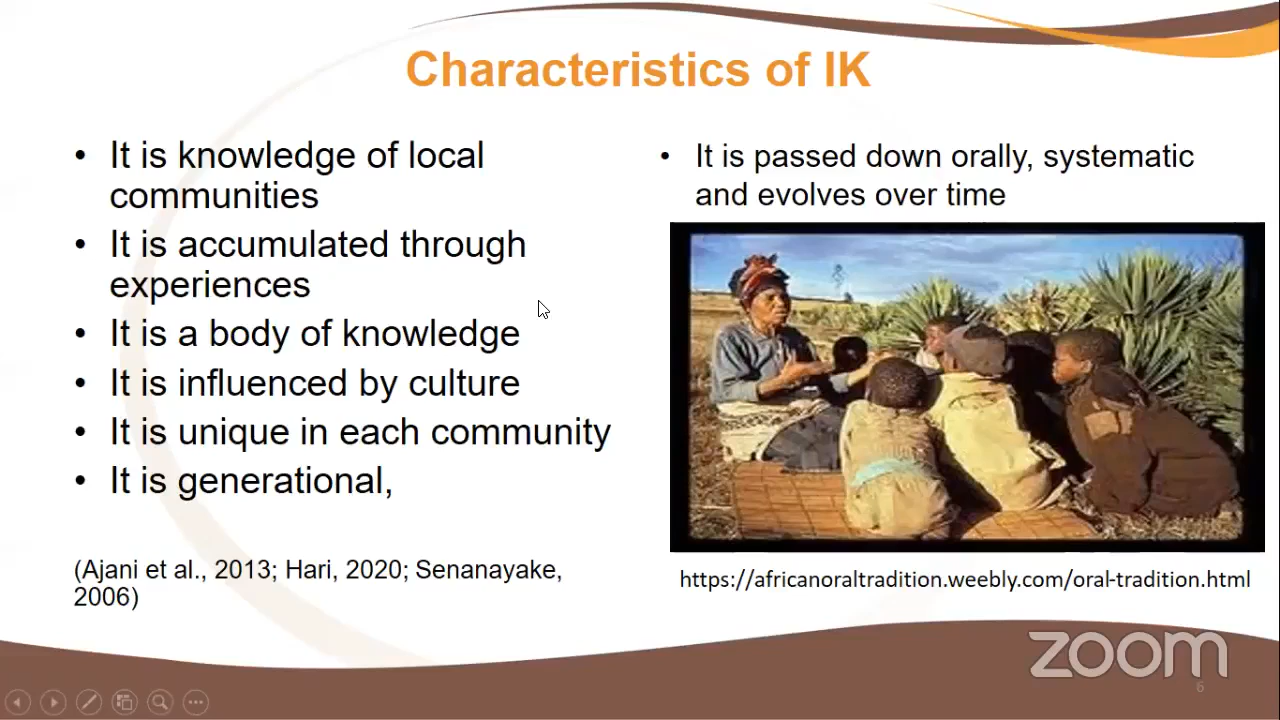 Characteristics of IK
• It is knowledge of local
communities
• It is accumulated through
experiences
• It is a body of knowledge
• It is influenced by culture
• It is unique in each community
• It is generational,
(Ajani et al., 2013; Hari, 2020; Senanayake,
2006)
• It is passed down orally, systematic
and evolves over time
https://africanoraltradition.weebly.com/oral-tradition.html
zoom
6